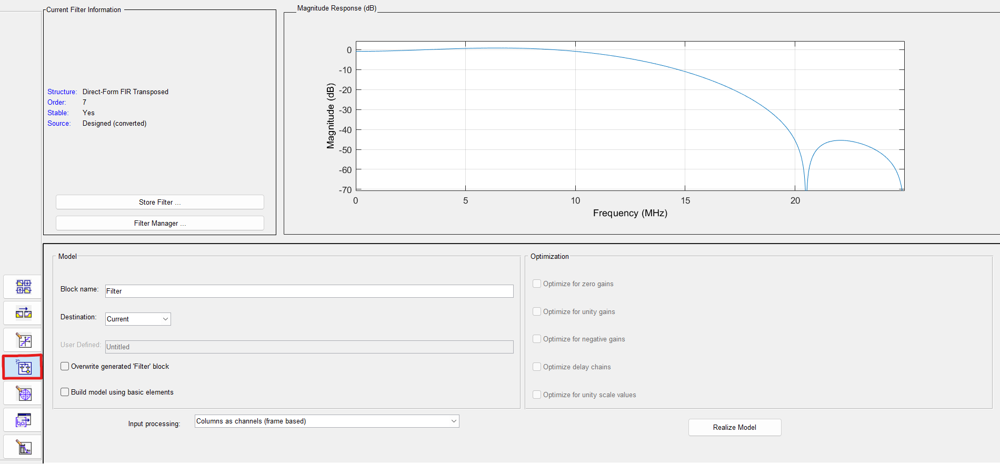 Current Filter Information
Structure: Direct-Form FIR Transposed
Order: 7
Stable: Yes
Source: Designed (converted)
Store Filter ...
Filter Manager ...
Magnitude Response (dB)
0
-10
-20
-30
-40
-50
-60
-70
Magnitude (dB)
0 5 10 15 20
Frequency (MHz)
Model
Block name: Filter
Destination: Current
User Defined: Untitled
Overwrite generated 'Filter' block
Build model using basic elements
Input processing: Columns as channels (frame based)
Optimization
Optimize for zero gains
Optimize for unity gains
Optimize for negative gains
Optimize delay chains
Optimize for unity scale values
Realize Model